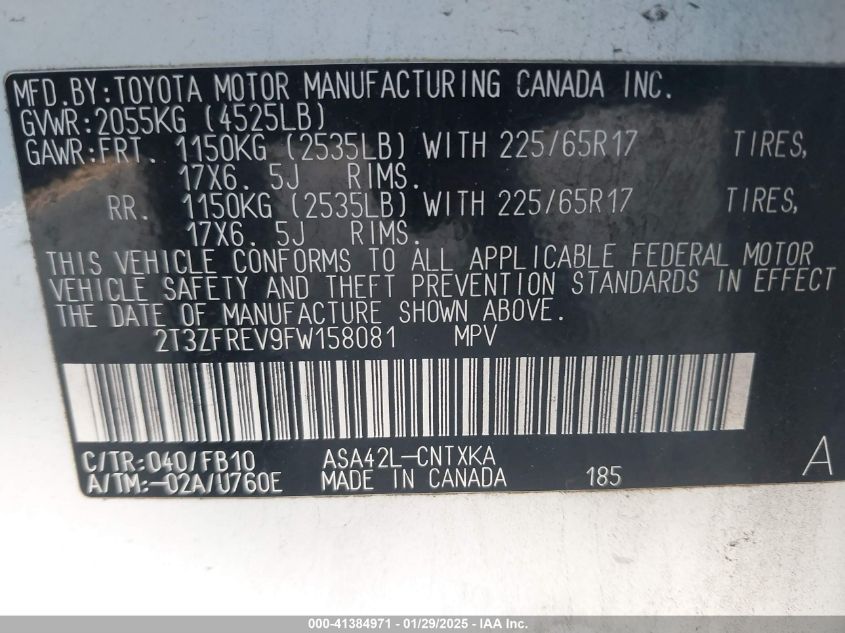 MFD.BY:TOYOTA MOTOR MANUFACTURING CANADA INC.
GVWR:2055KG (4525LB)
GAWR:FRT. 1150KG (2535LB) WITH 225/65R17 TIRES,
17X6. 5J RIMS.
RR. 1150KG (2535LB) WITH 225/65R17 TIRES,
17X6. 5J RIMS.
THIS VEHICLE CONFORMS TO ALL APPLICABLE FEDERAL MOTOR
VEHICLE SAFETY AND THEFT PREVENTION STANDARDS IN EFFECT
THE DATE OF MANUFACTURE SHOWN ABOVE.
2T3ZFREV9FW158081 MPV
C/TR:040/FB10 ASA42L-CNTXKA
A/TM:-02A/U760E MADE IN CANADA 185 A
000-41384971 - 01/29/2025 - Copyright © 2025 IAA, Inc.